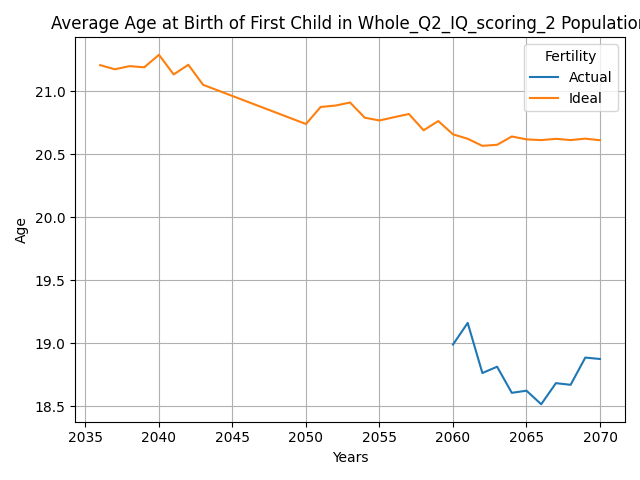 Average Age at Birth of First Child in Whole_Q2_IQ_scoring_2 Population
Fertility
Actual
Ideal
21.0
20.5
20.0
19.5
19.0
18.5
Age
2035 2040 2045 2050 2055 2060 2065 2070
Years